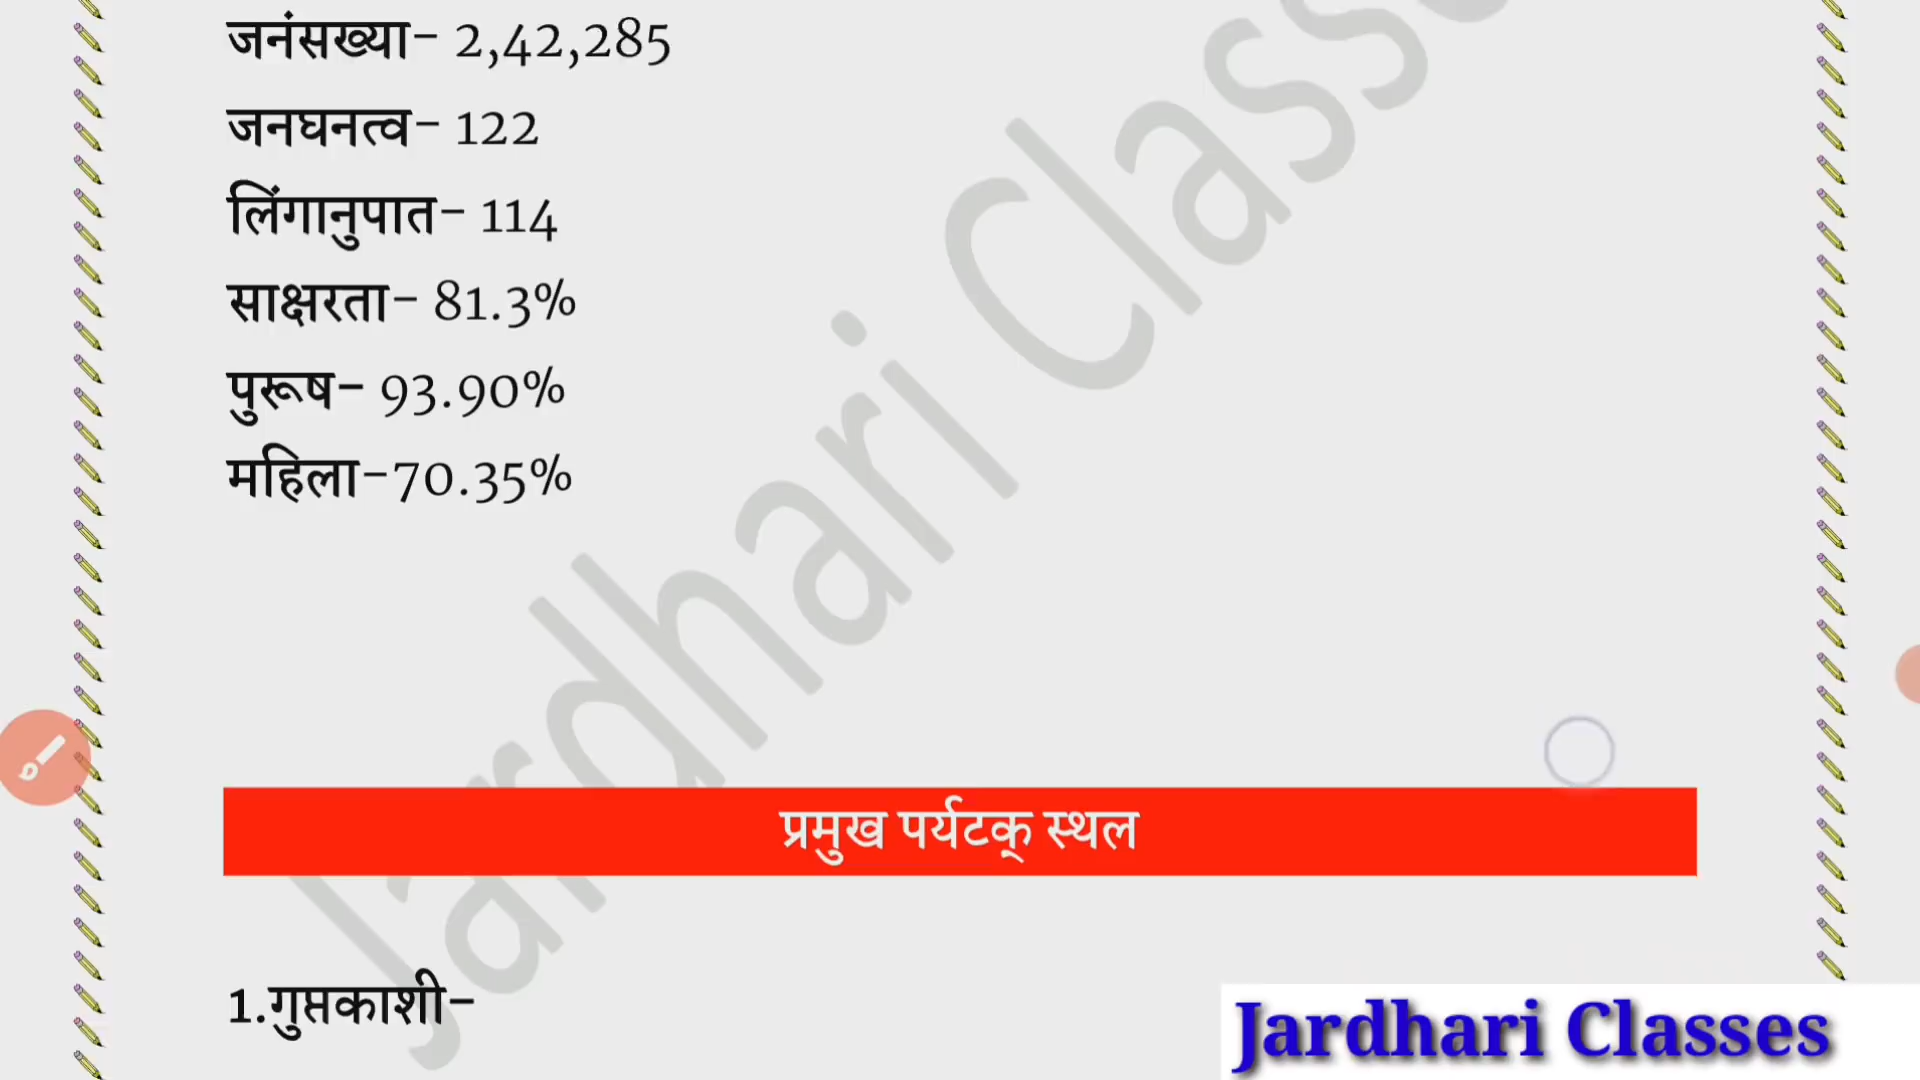 जनंसख्या- 2,42,285
जनघनत्व- 122
लिंगानुपात- 114
साक्षरता- 81.3%
पुरूष- 93.90%
महिला-70.35%
Jardhari Classes
प्रमुख पर्यटक् स्थल
1.गुप्तकाशी-
Jardhari Classes